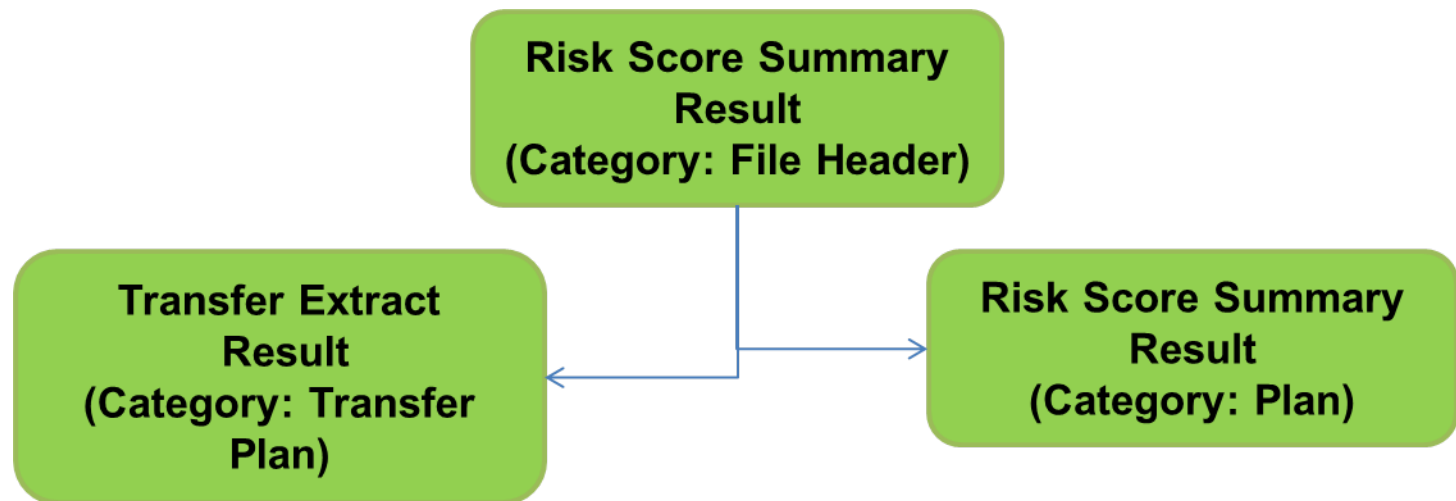 Risk Score Summary
Result
(Category: File Header)
Transfer Extract
Result
(Category: Transfer
Plan)
Risk Score Summary
Result
(Category: Plan)